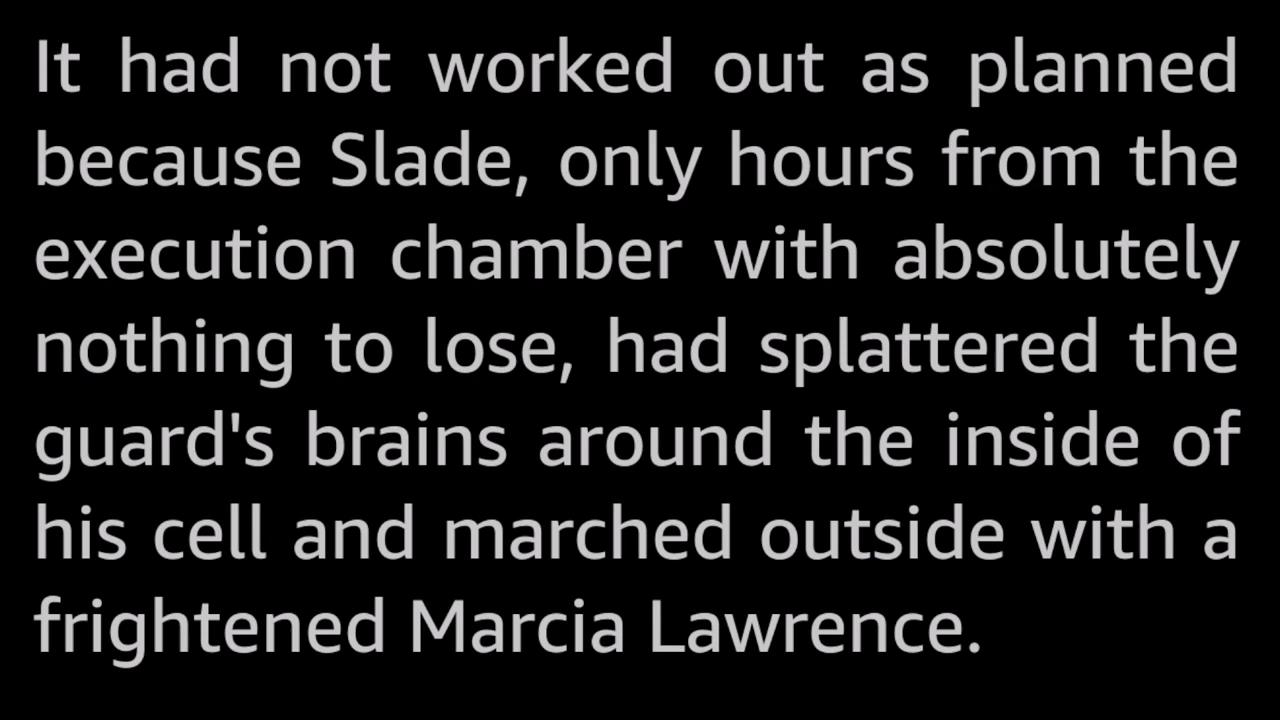 It had not worked out as planned
because Slade, only hours from the
execution chamber with absolutely
nothing to lose, had splattered the
guard's brains around the inside of
his cell and marched outside with a
frightened Marcia Lawrence.